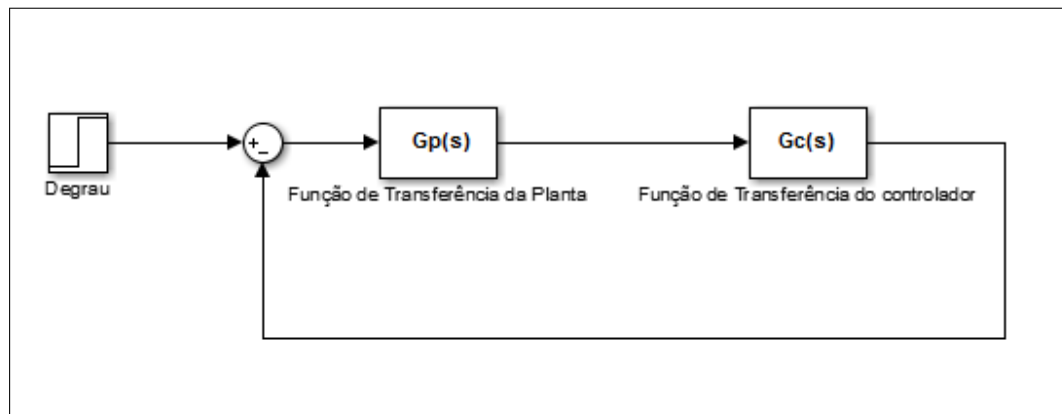 Degrau
+
−
Gp(s)
Função de Transferência da Planta
Gc(s)
Função de Transferência do controlador